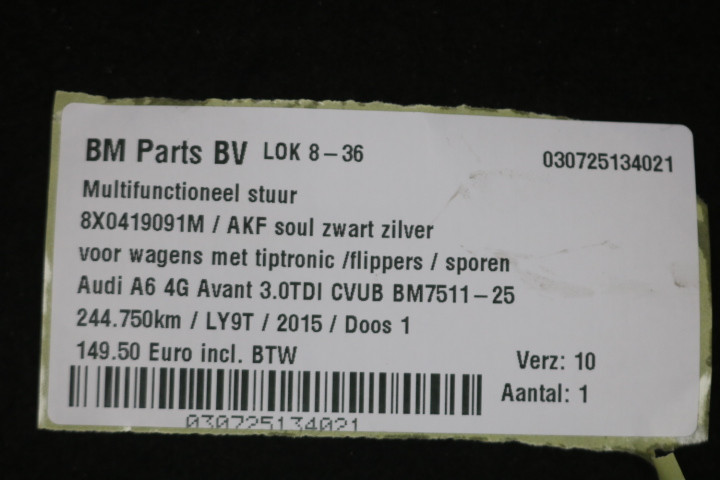 BM Parts BV LOK 8-36 030725134021
Multifunctioneel stuur
8X0419091M / AKF soul zwart zilver
voor wagens met tiptronic /flippers / sporen
Audi A6 4G Avant 3.0TDI CVUB BM7511-25
244.750km / LY9T / 2015 / Doos 1
149.50 Euro incl. BTW Verz: 10
Aantal: 1
030725134021